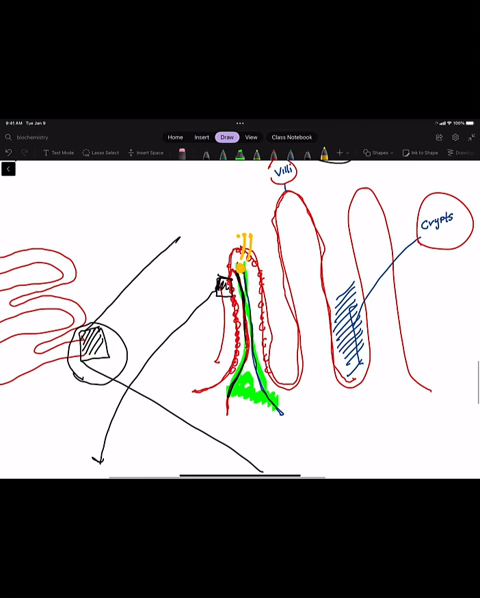 9:41 AM Tue Jan 9
100%
biochemistry
Home Insert Draw View Class Notebook
Text Mode Lasso Select Insert Space Shapes Ink to Shape
Villi
Crypts